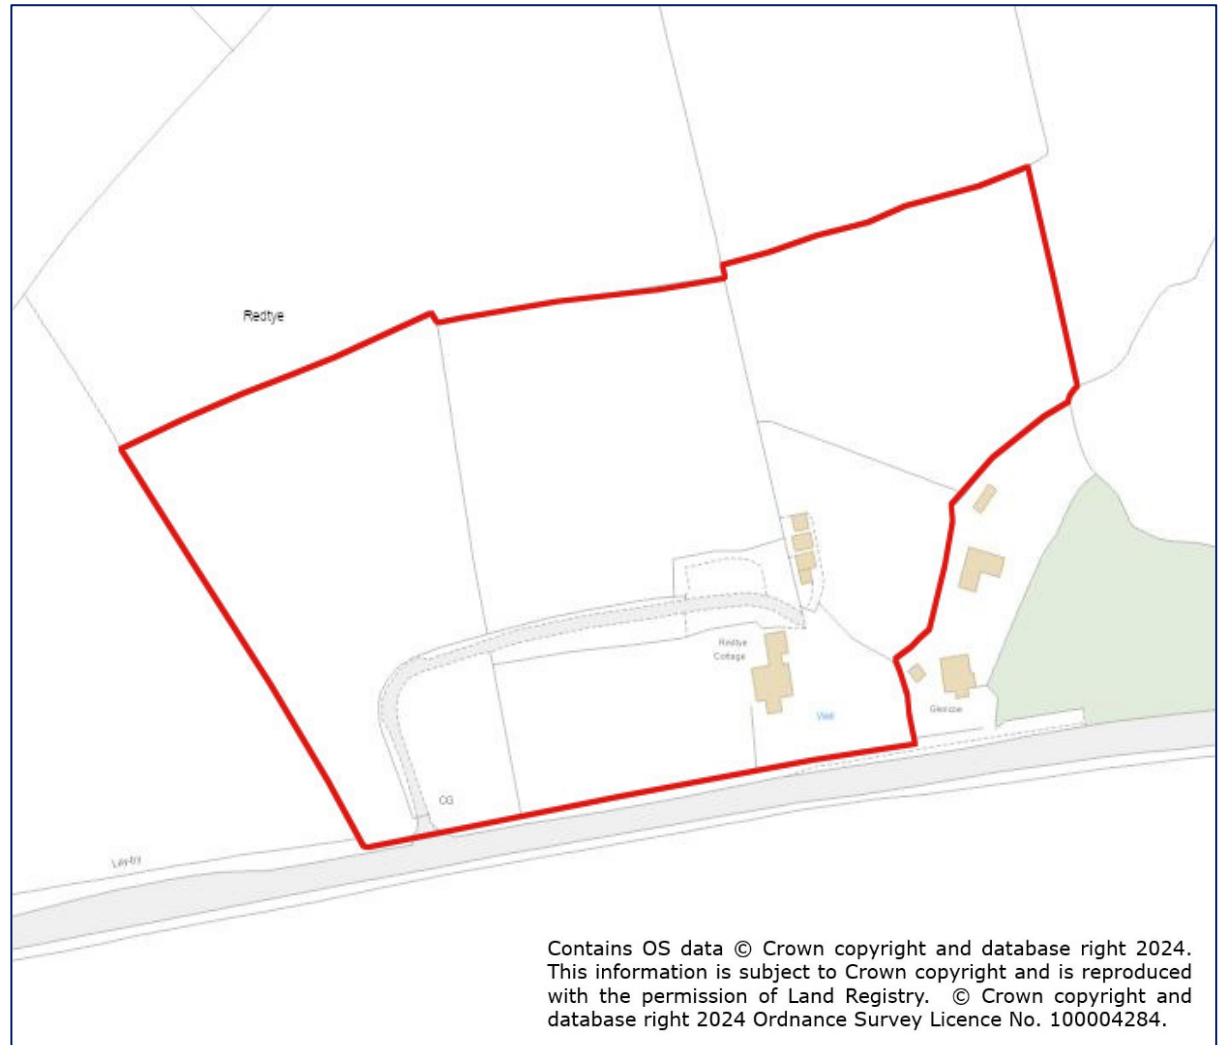 Redtye
Redtye
Cottage
Well
Glencoe
CG
Lay-by
Contains OS data © Crown copyright and database right 2024.
This information is subject to Crown copyright and is reproduced
with the permission of Land Registry. © Crown copyright and
database right 2024 Ordnance Survey Licence No. 100004284.